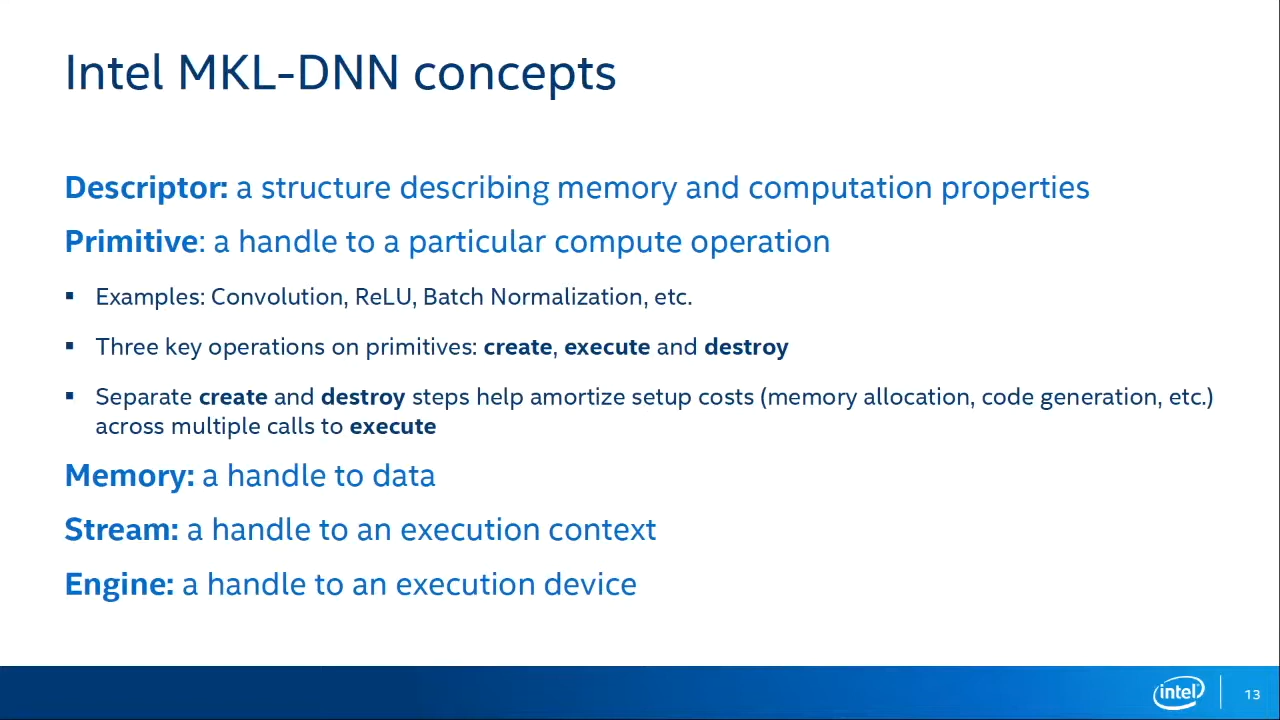 Intel MKL-DNN concepts
Descriptor: a structure describing memory and computation properties
Primitive: a handle to a particular compute operation
▪ Examples: Convolution, ReLU, Batch Normalization, etc.
▪ Three key operations on primitives: create, execute and destroy
▪ Separate create and destroy steps help amortize setup costs (memory allocation, code generation, etc.)
across multiple calls to execute
Memory: a handle to data
Stream: a handle to an execution context
Engine: a handle to an execution device
intel
13